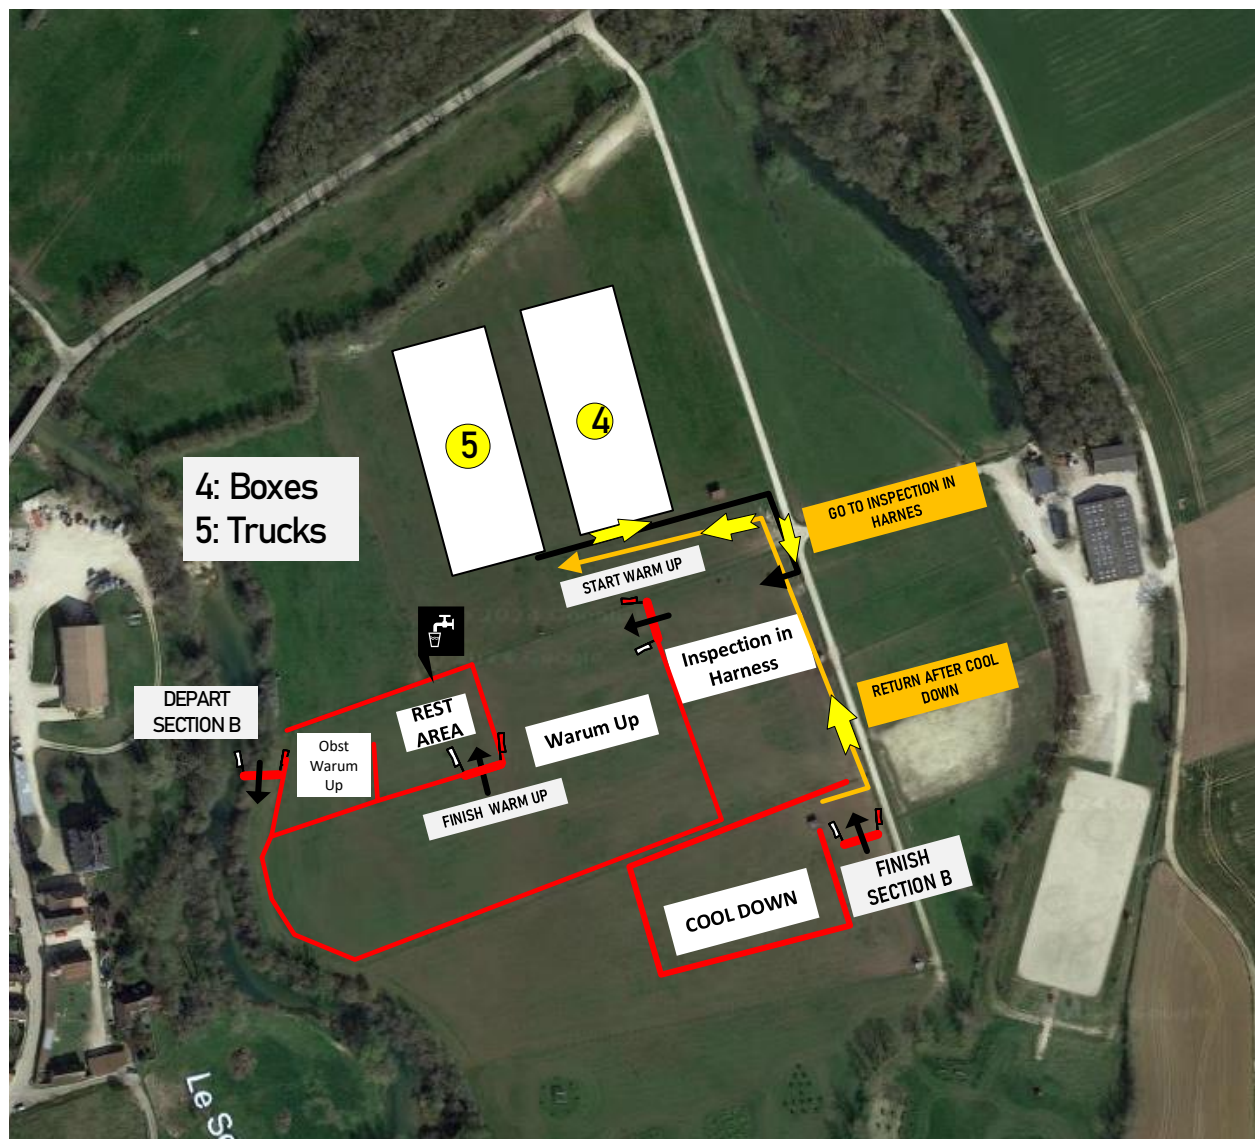 5
4
4: Boxes
5: Trucks
GO TO INSPECTION IN
HARNES
START WARM UP
Inspection in
Harness
RETURN AFTER COOL
DOWN
DEPART
SECTION B
REST
AREA
Warum Up
Obst
Warum
Up
FINISH WARM UP
FINISH
SECTION B
COOL DOWN